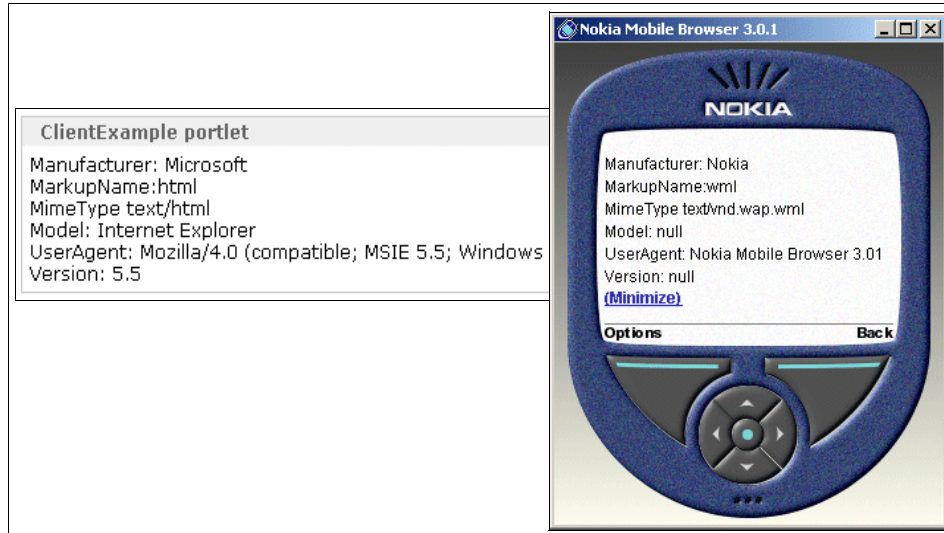 ClientExample portlet
Manufacturer: Microsoft
MarkupName:html
MimeType text/html
Model: Internet Explorer
UserAgent: Mozilla/4.0 (compatible; MSIE 5.5; Windows
Version: 5.5
Nokia Mobile Browser 3.0.1
NOKIA
Manufacturer: Nokia
MarkupName:wml
MimeType text/vnd.wap.wml
Model: null
UserAgent: Nokia Mobile Browser 3.01
Version: null
(Minimize)
Options Back